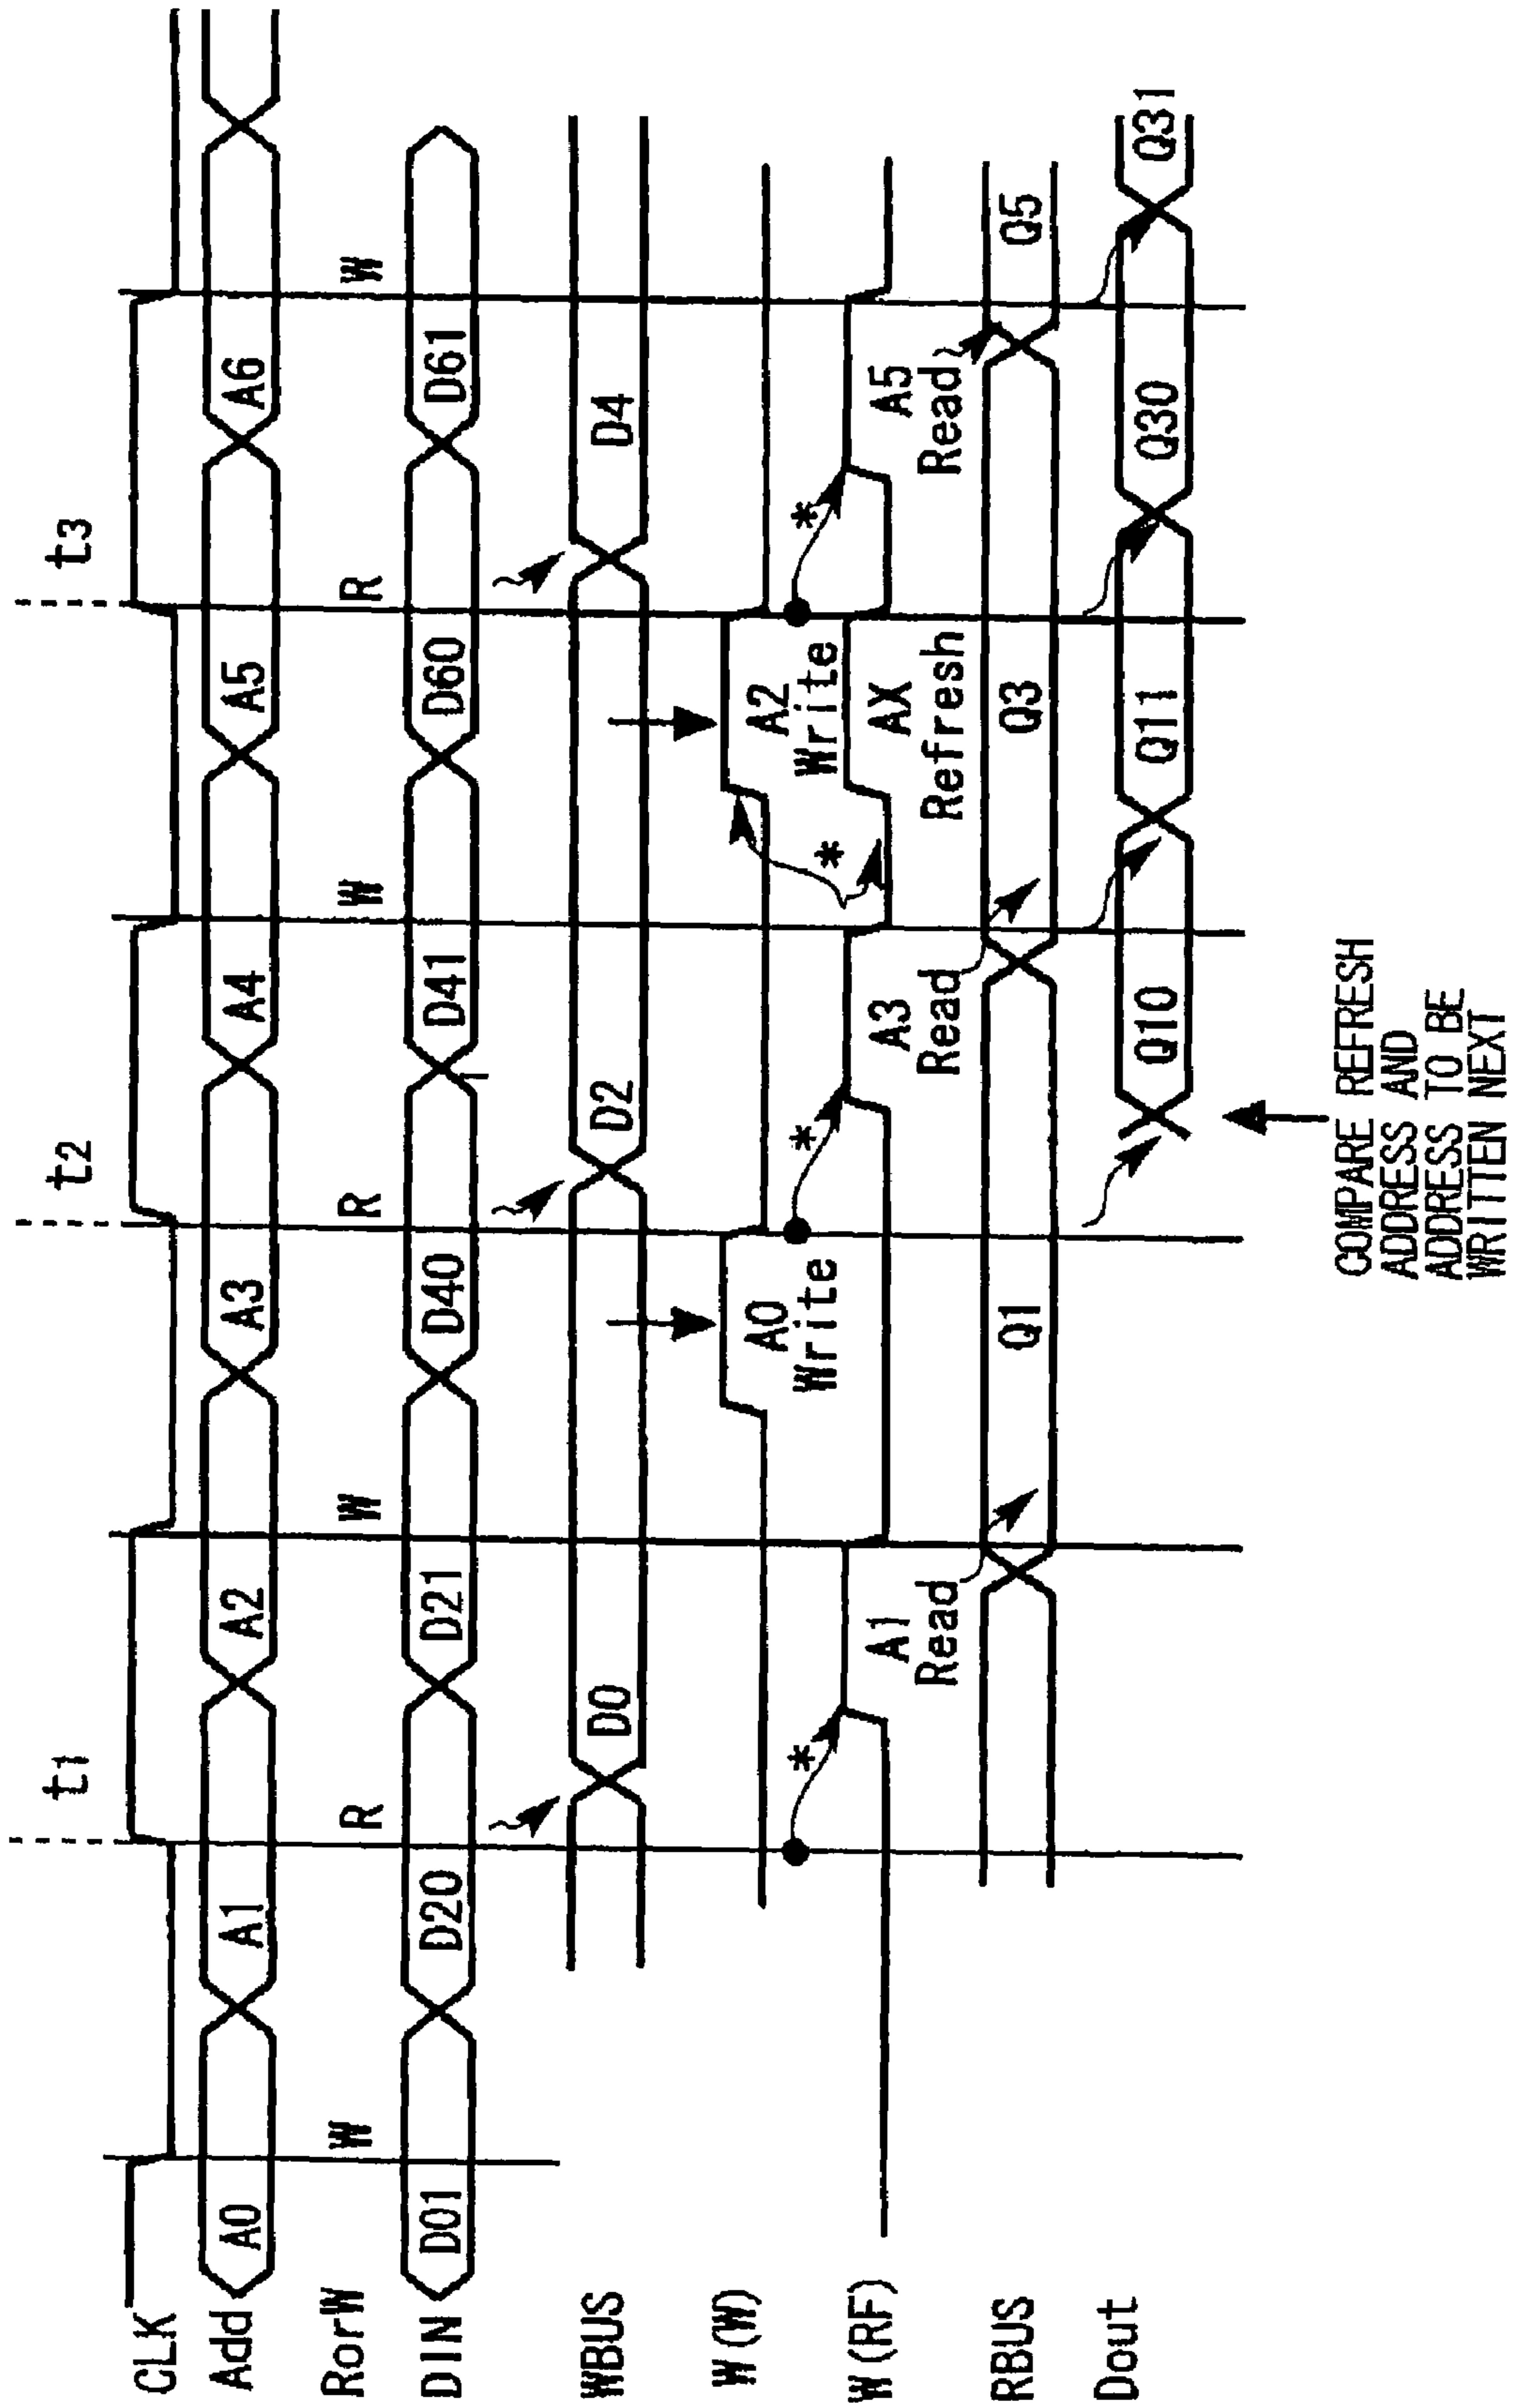 t1 t2 t3
CLK
Add A0 A1 A2 A3 A4 A5 A6
RorW W R W R W R W
DIN D01 D20 D21 D40 D41 D60 D61
WBUS D0 D2 D4
W(W) A0 A2
Write Write
* * * *
W(RF) A1 A3 AX A5
Read Read Refresh Read
RBUS Q1 Q3 Q5
Dout Q10 Q11 Q30 Q31
COMPARE REFRESH
ADDRESS AND
ADDRESS TO BE
WRITTEN NEXT